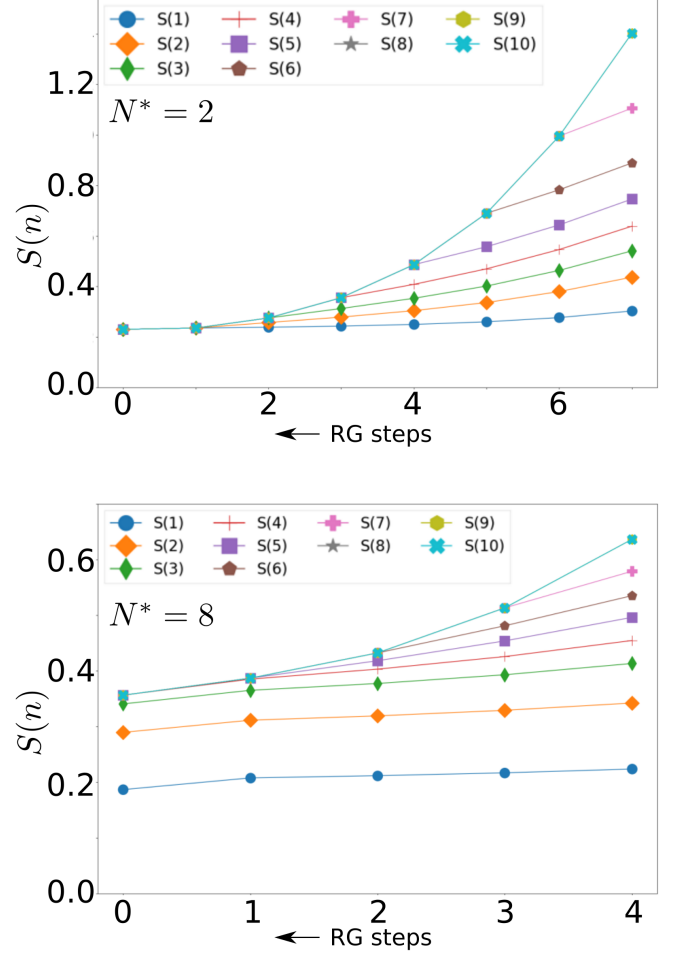 S(1) S(4) S(7) S(9)
S(2) S(5) S(8) S(10)
S(3) S(6)
1.2
N* = 2
0.8
S(n)
0.4
0.0
0 2 4 6
← RG steps
S(1) S(4) S(7) S(9)
S(2) S(5) S(8) S(10)
S(3) S(6)
0.6
N* = 8
0.4
S(n)
0.2
0.0
0 1 2 3 4
← RG steps